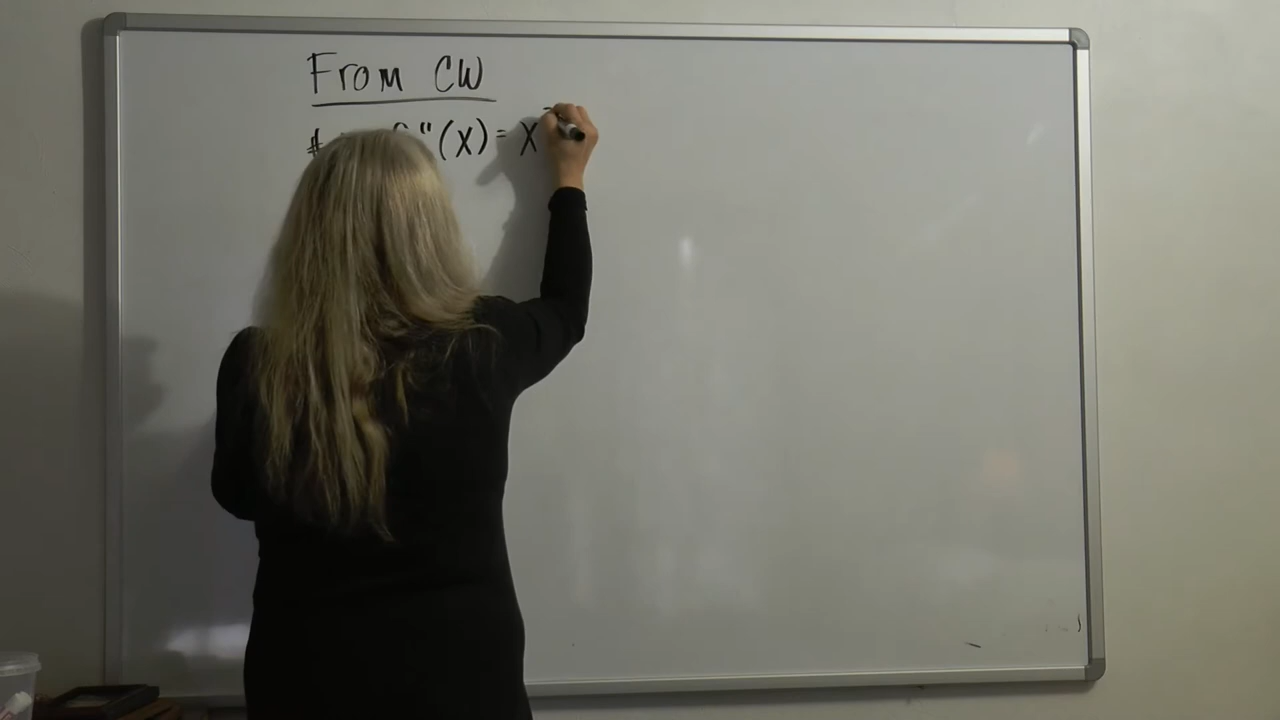 From CW
# "(x) = x